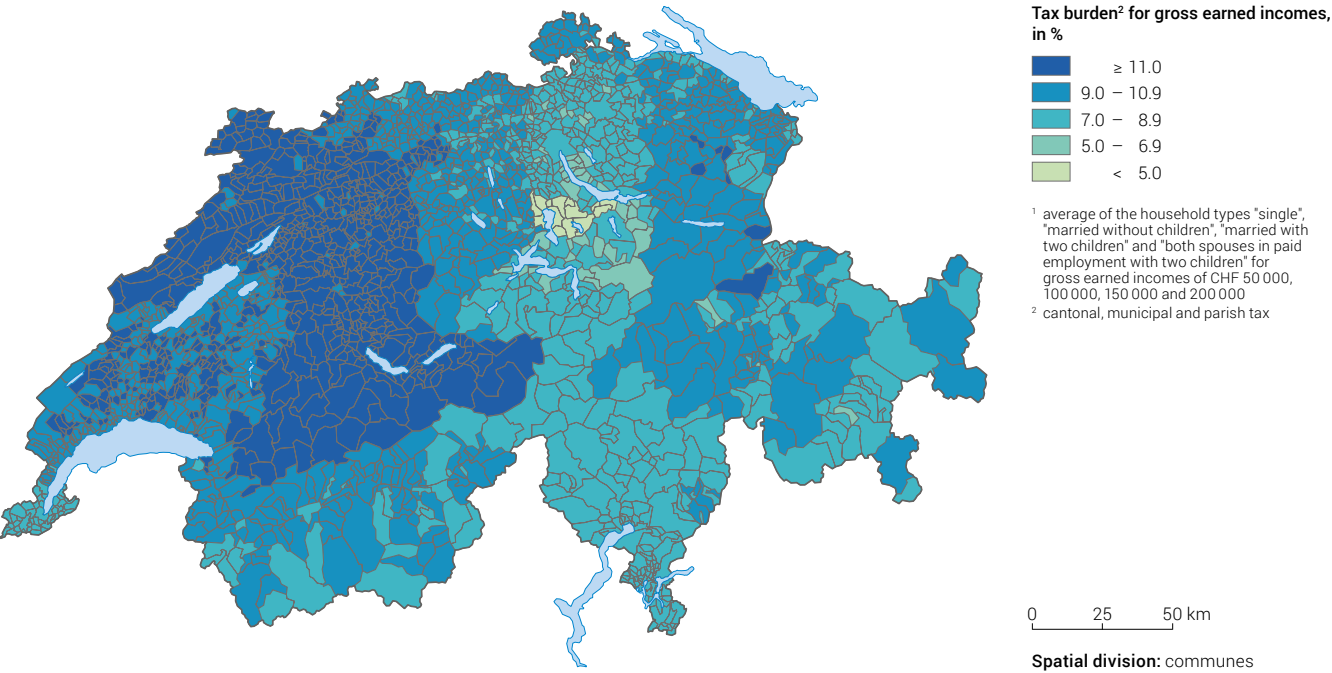 Tax burden² for gross earned incomes,
in %
≥ 11.0
9.0 – 10.9
7.0 – 8.9
5.0 – 6.9
< 5.0
¹ average of the household types "single",
"married without children", "married with
two children" and "both spouses in paid
employment with two children" for
gross earned incomes of CHF 50 000,
100 000, 150 000 and 200 000
² cantonal, municipal and parish tax
0 25 50 km
Spatial division: communes